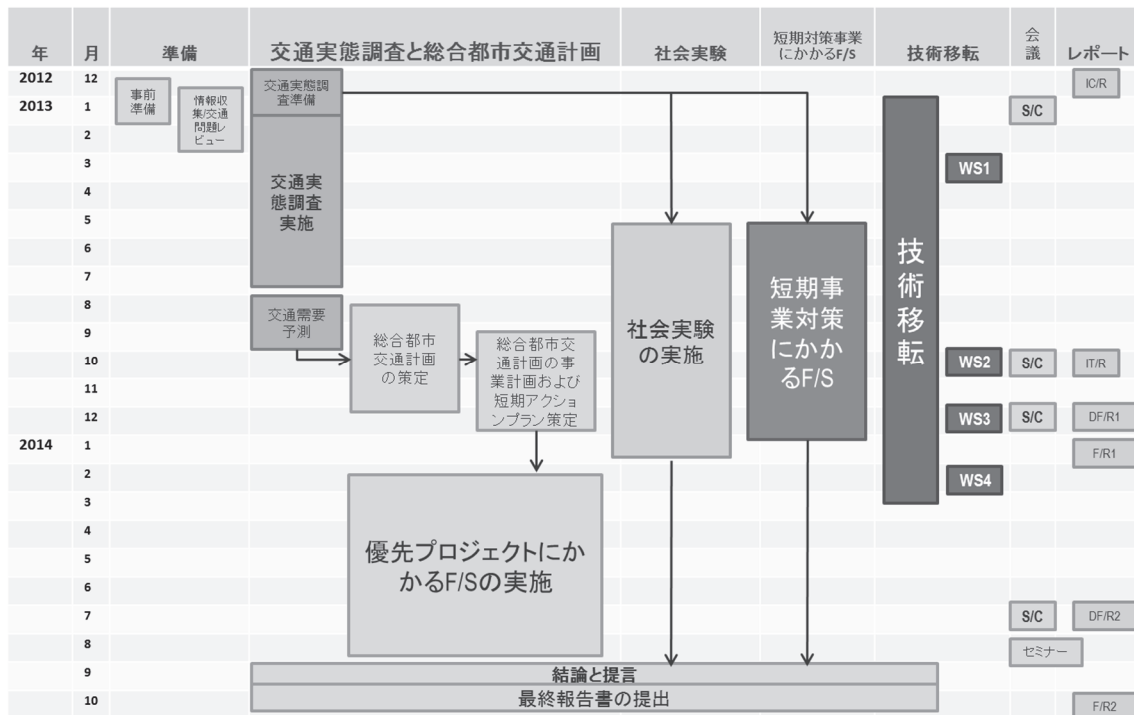 年 月 準備 交通実態調査と総合都市交通計画 社会実験 短期対策事業
にかかるF/S 技術移転 会
議 レポート
2012 12
2013 1
2
3
4
5
6
7
8
9
10
11
12
2014 1
2
3
4
5
6
7
8
9
10
事前
準備
情報収
集/交通
問題レ
ビュー
交通実態調
査準備
交通実
態調査
実施
交通需要
予測
総合都市
交通計画
の策定
総合都市交
通計画の事
業計画および
短期アクショ
ンプラン策定
優先プロジェクトにか
かるF/Sの実施
社会実験
の実施
短期事
業対策
にかか
るF/S
技
術
移
転
WS1
WS2
WS3
WS4
S/C
S/C
S/C
S/C
セミナー
IC/R
IT/R
DF/R1
F/R1
DF/R2
F/R2
結論と提言
最終報告書の提出